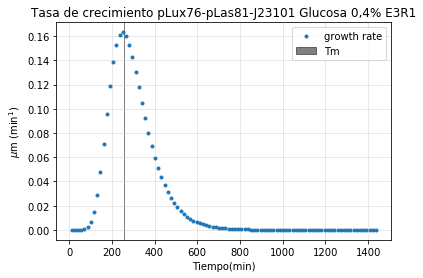 Tasa de crecimiento pLux76-pLas81-J23101 Glucosa 0,4% E3R1
growth rate
Tm
0.16
0.14
0.12
0.10
0.08
0.06
0.04
0.02
0.00
μm (min¹)
0 200 400 600 800 1000 1200 1400
Tiempo(min)